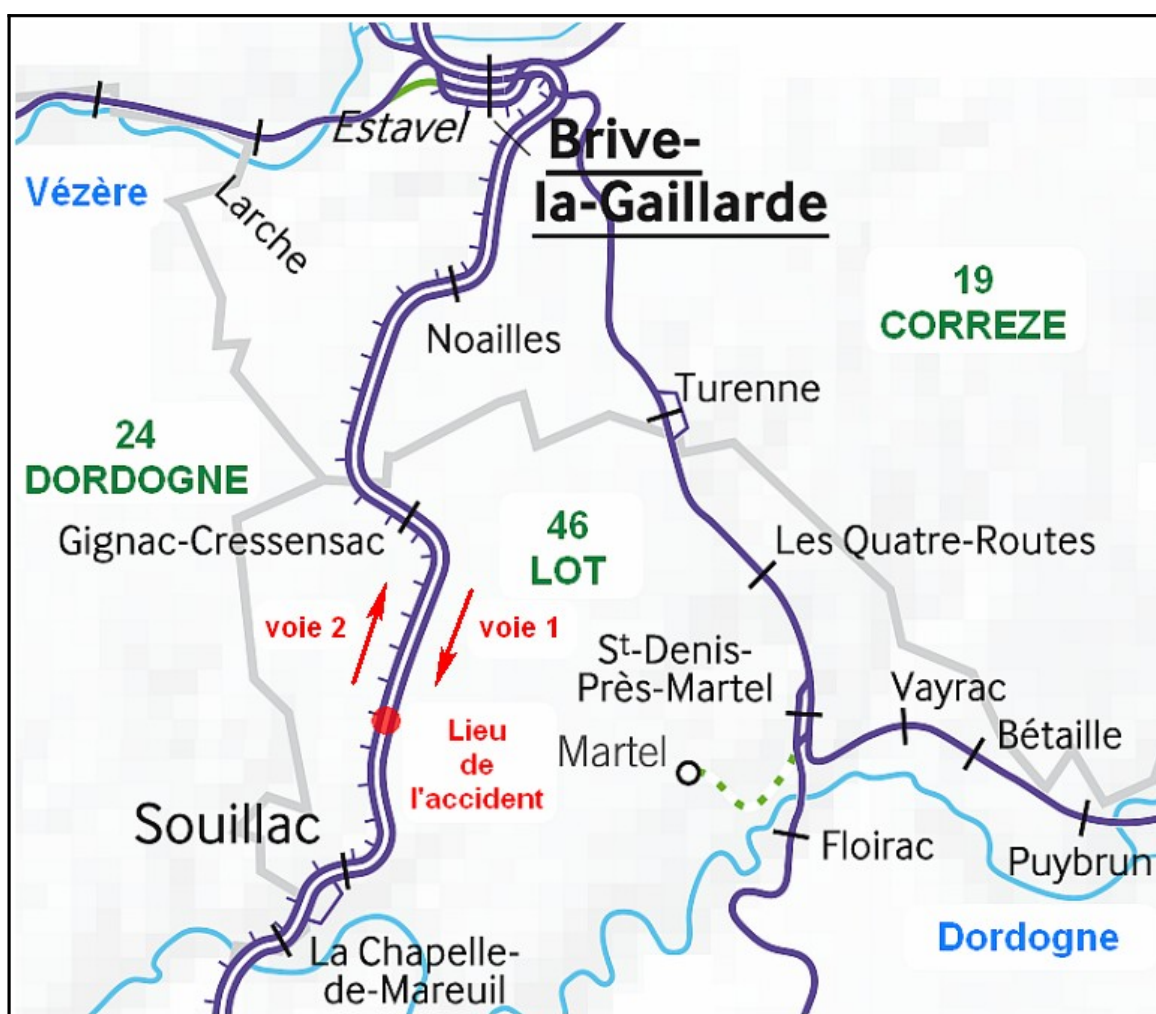 Estavel
Brive-
la-Gaillarde
Vézère
Larche
19
CORREZE
Noailles
Turenne
24
DORDOGNE
Gignac-Cressensac
46
LOT
Les Quatre-Routes
voie 2
voie 1
St-Denis-
Près-Martel
Vayrac
Lieu
de
l'accident
Martel
Bétaille
Souillac
Floirac
Puybrun
La Chapelle-
de-Mareuil
Dordogne